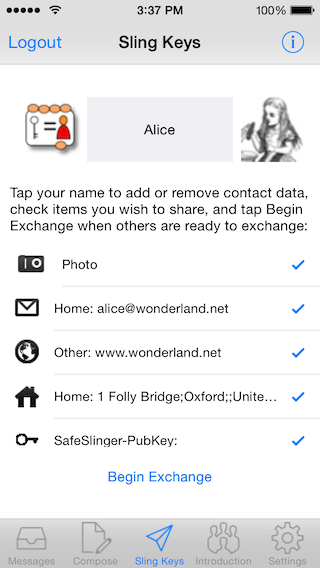 3:37 PM 100%
Logout Sling Keys
Alice
Tap your name to add or remove contact data,
check items you wish to share, and tap Begin
Exchange when others are ready to exchange:
Photo
Home: alice@wonderland.net
Other: www.wonderland.net
Home: 1 Folly Bridge;Oxford;;Unite...
SafeSlinger-PubKey:
Begin Exchange
Messages Compose Sling Keys Introduction Settings